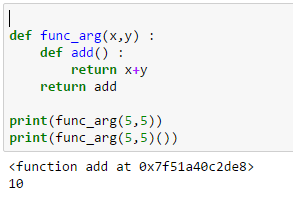 def func_arg(x,y) :
    def add() :
        return x+y
    return add
print(func_arg(5,5))
print(func_arg(5,5)())
<function add at 0x7f51a40c2de8>
10